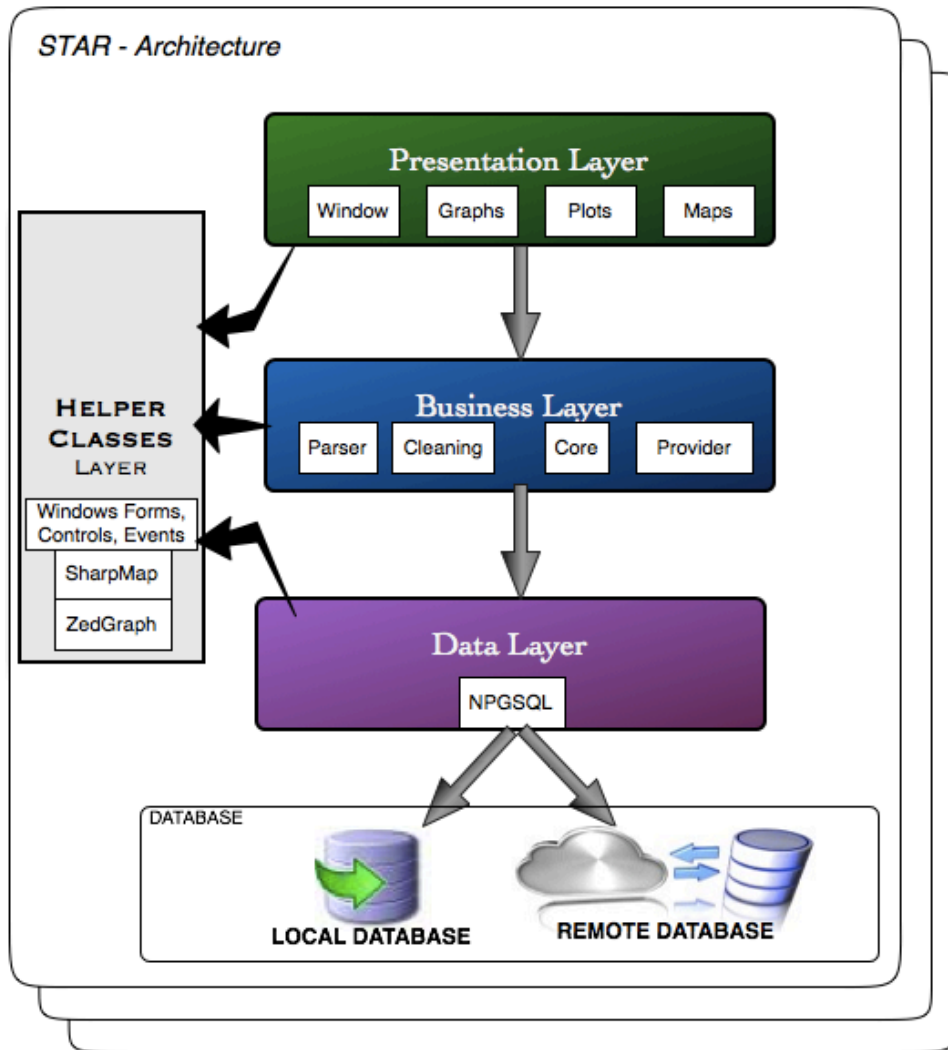 STAR - Architecture
Presentation Layer
Window
Graphs
Plots
Maps
HELPER
CLASSES
LAYER
Windows Forms,
Controls, Events
SharpMap
ZedGraph
Business Layer
Parser
Cleaning
Core
Provider
Data Layer
NPGSQL
DATABASE
LOCAL DATABASE
REMOTE DATABASE